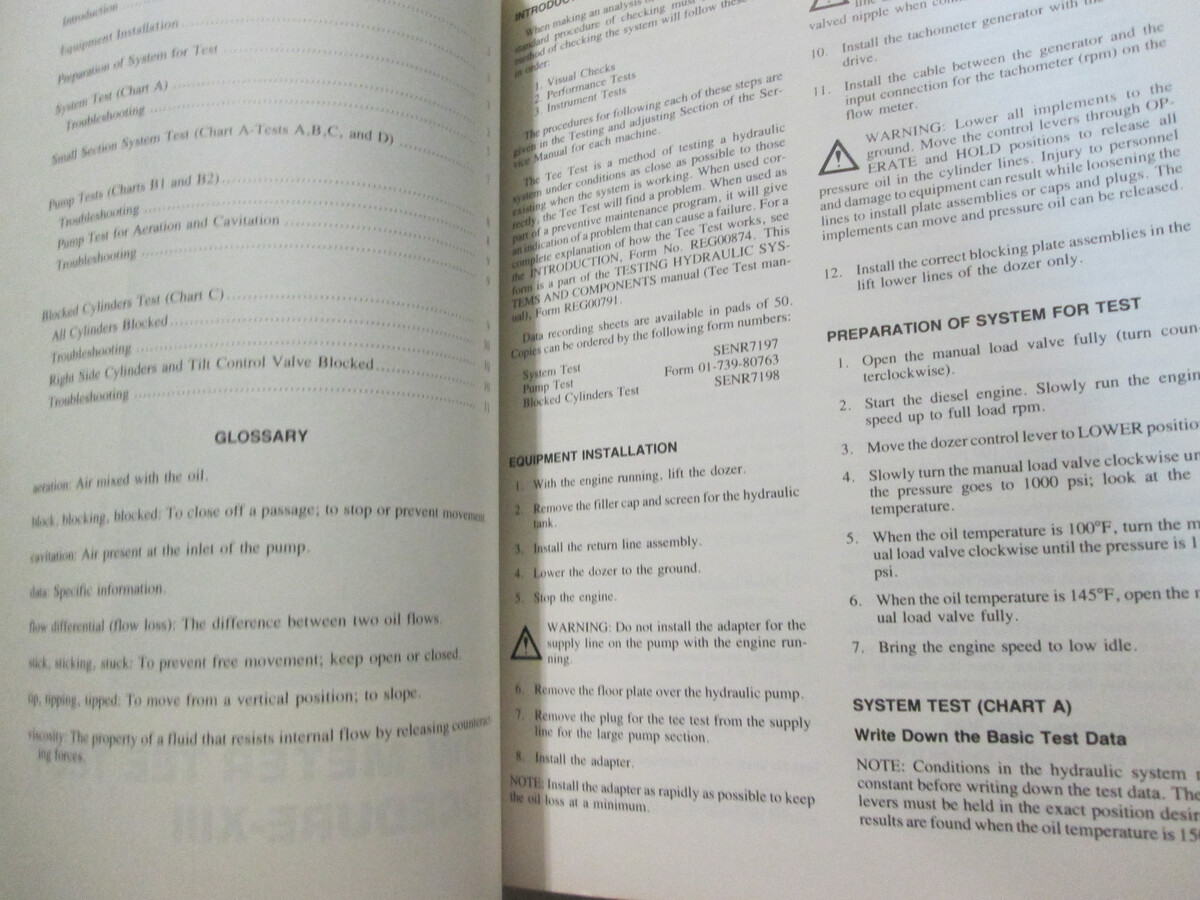 Introduction
Equipment Installation
Preparation of System for Test
System Test (Chart A)
Troubleshooting
Small Section System Test (Chart A-Tests A,B,C, and D)
Pump Tests (Charts B1 and B2)
Troubleshooting
Pump Test for Aeration and Cavitation
Troubleshooting
Blocked Cylinders Test (Chart C)
All Cylinders Blocked
Troubleshooting
Right Side Cylinders and Tilt Control Valve Blocked
Troubleshooting
GLOSSARY
aeration: Air mixed with the oil.
block, blocking, blocked: To close off a passage; to stop or prevent movement
cavitation: Air present at the inlet of the pump.
data: Specific information.
flow differential (flow loss): The difference between two oil flows.
stick, sticking, stuck: To prevent free movement; keep open or closed.
tip, tipping, tipped: To move from a vertical position; to slope.
viscosity: The property of a fluid that resists internal flow by releasing counteract-
ing forces.
INTRODUCT
When making an analysis
standard procedure of checking must
method of checking the system will follow these
in order:
1. Visual Checks
2. Performance Tests
3. Instrument Tests
The procedures for following each of these steps are
given in the Testing and adjusting Section of the Ser-
vice Manual for each machine.
The Tee Test is a method of testing a hydraulic
system under conditions as close as possible to those
existing when the system is working. When used cor-
rectly, the Tee Test will find a problem. When used as
part of a preventive maintenance program, it will give
an indication of a problem that can cause a failure. For a
complete explanation of how the Tee Test works, see
the INTRODUCTION, Form No. REG00874. This
form is a part of the TESTING HYDRAULIC SYS-
TEMS AND COMPONENTS manual (Tee Test man-
ual), Form REG00791.
Data recording sheets are available in pads of 50.
Copies can be ordered by the following form numbers:
System Test SENR7197
Pump Test Form 01-739-80763
Blocked Cylinders Test SENR7198
EQUIPMENT INSTALLATION
1. With the engine running, lift the dozer.
2. Remove the filler cap and screen for the hydraulic
tank.
3. Install the return line assembly.
4. Lower the dozer to the ground.
5. Stop the engine.
WARNING: Do not install the adapter for the
supply line on the pump with the engine run-
ning.
6. Remove the floor plate over the hydraulic pump.
7. Remove the plug for the tee test from the supply
line for the large pump section.
8. Install the adapter.
NOTE: Install the adapter as rapidly as possible to keep
the oil loss at a minimum.
valved nipple when
10. Install the tachometer generator with the
drive.
11. Install the cable between the generator and the
input connection for the tachometer (rpm) on the
flow meter.
WARNING: Lower all implements to the
ground. Move the control levers through OP-
ERATE and HOLD positions to release all
pressure oil in the cylinder lines. Injury to personnel
and damage to equipment can result while loosening the
lines to install plate assemblies or caps and plugs. The
implements can move and pressure oil can be released.
12. Install the correct blocking plate assemblies in the
lift lower lines of the dozer only.
PREPARATION OF SYSTEM FOR TEST
1. Open the manual load valve fully (turn coun
terclockwise).
2. Start the diesel engine. Slowly run the engin
speed up to full load rpm.
3. Move the dozer control lever to LOWER positio
4. Slowly turn the manual load valve clockwise un
the pressure goes to 1000 psi; look at the
temperature.
5. When the oil temperature is 100°F, turn the m
ual load valve clockwise until the pressure is 1
psi.
6. When the oil temperature is 145°F, open the
ual load valve fully.
7. Bring the engine speed to low idle.
SYSTEM TEST (CHART A)
Write Down the Basic Test Data
NOTE: Conditions in the hydraulic system
constant before writing down the test data. The
levers must be held in the exact position desir
results are found when the oil temperature is 150